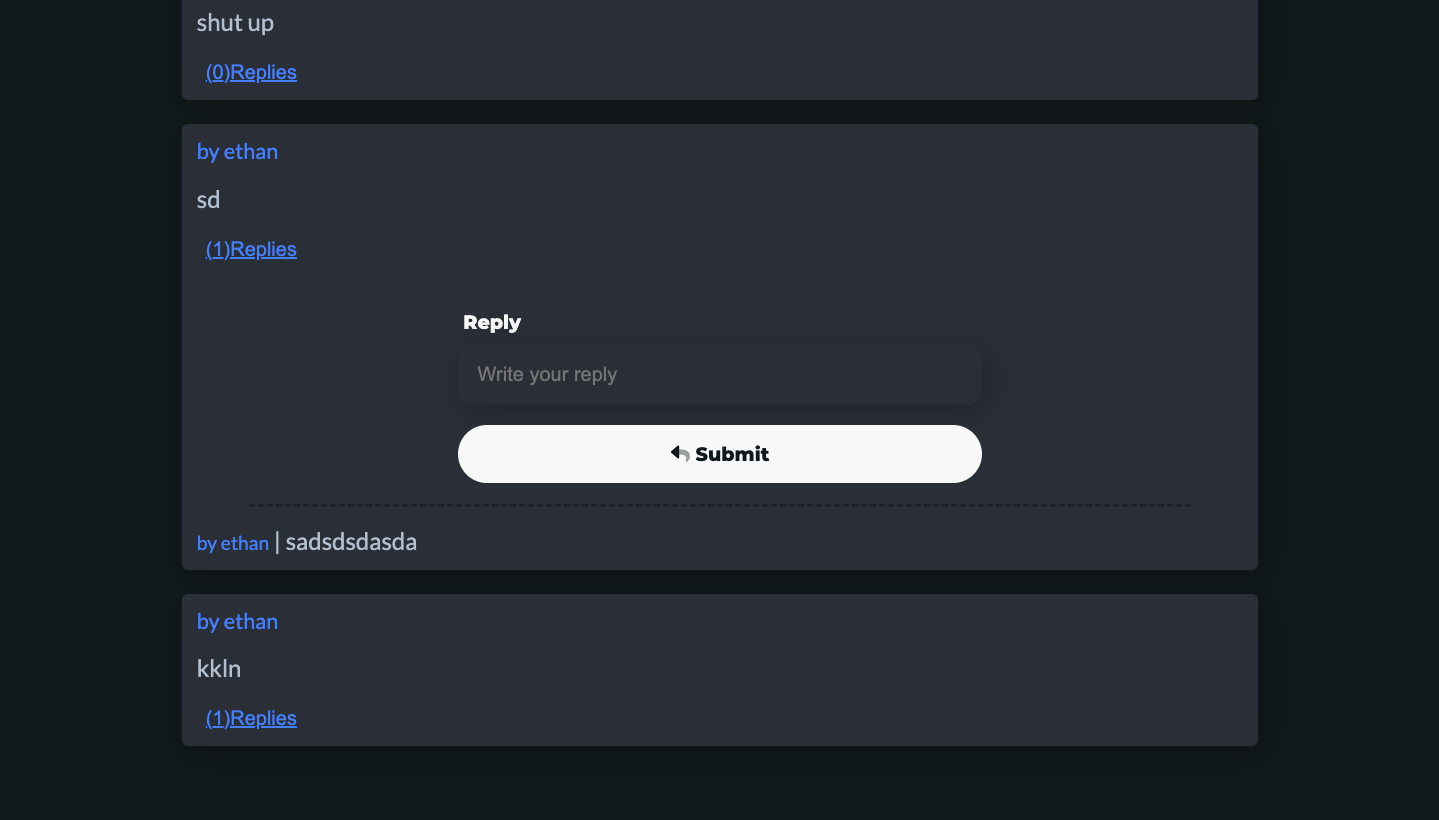 shut up
(0)Replies
by ethan
sd
(1)Replies
Reply
Write your reply
Submit
by ethan | sadsdsdasda
by ethan
kkln
(1)Replies